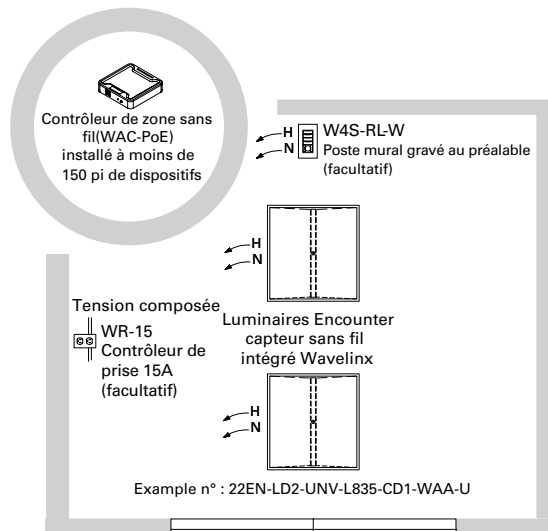 Contrôleur de zone sans
fil(WAC-PoE)
installé à moins de
150 pi de dispositifs
H
N
W4S-RL-W
Poste mural gravé au préalable
(facultatif)
H
N
Tension composée
WR-15
Contrôleur de
prise 15A
(facultatif)
Luminaires Encounter
capteur sans fil
intégré Wavelinx
H
N
Example n° : 22EN-LD2-UNV-L835-CD1-WAA-U